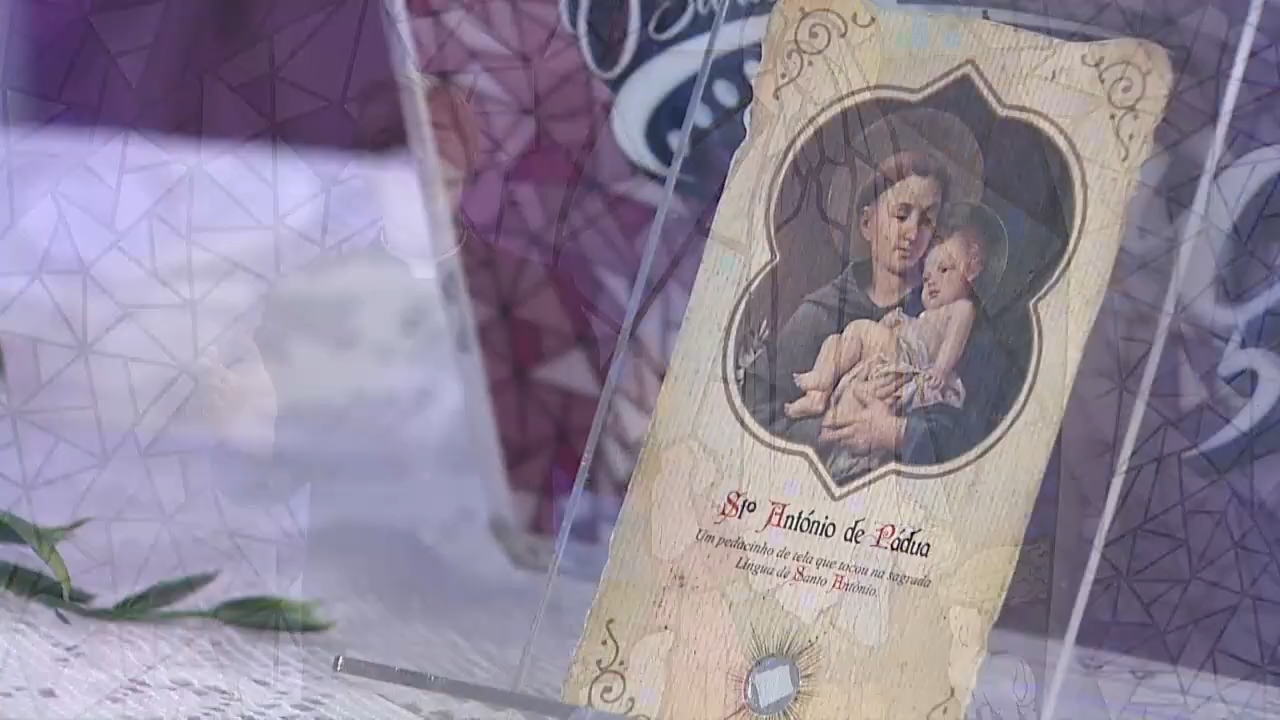 Stº António de Pádua
Um pedacinho de tela que tocou na sagrada
Língua de Santo António.